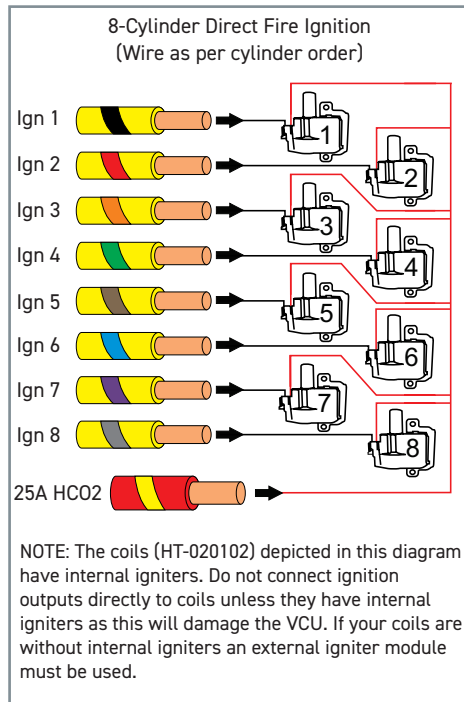 8-Cylinder Direct Fire Ignition
(Wire as per cylinder order)
Ign 1
1
Ign 2
2
Ign 3
3
Ign 4
4
Ign 5
5
Ign 6
6
Ign 7
7
Ign 8
8
25A HCO2
NOTE: The coils (HT-020102) depicted in this diagram
have internal igniters. Do not connect ignition
outputs directly to coils unless they have internal
igniters as this will damage the VCU. If your coils are
without internal igniters an external igniter module
must be used.